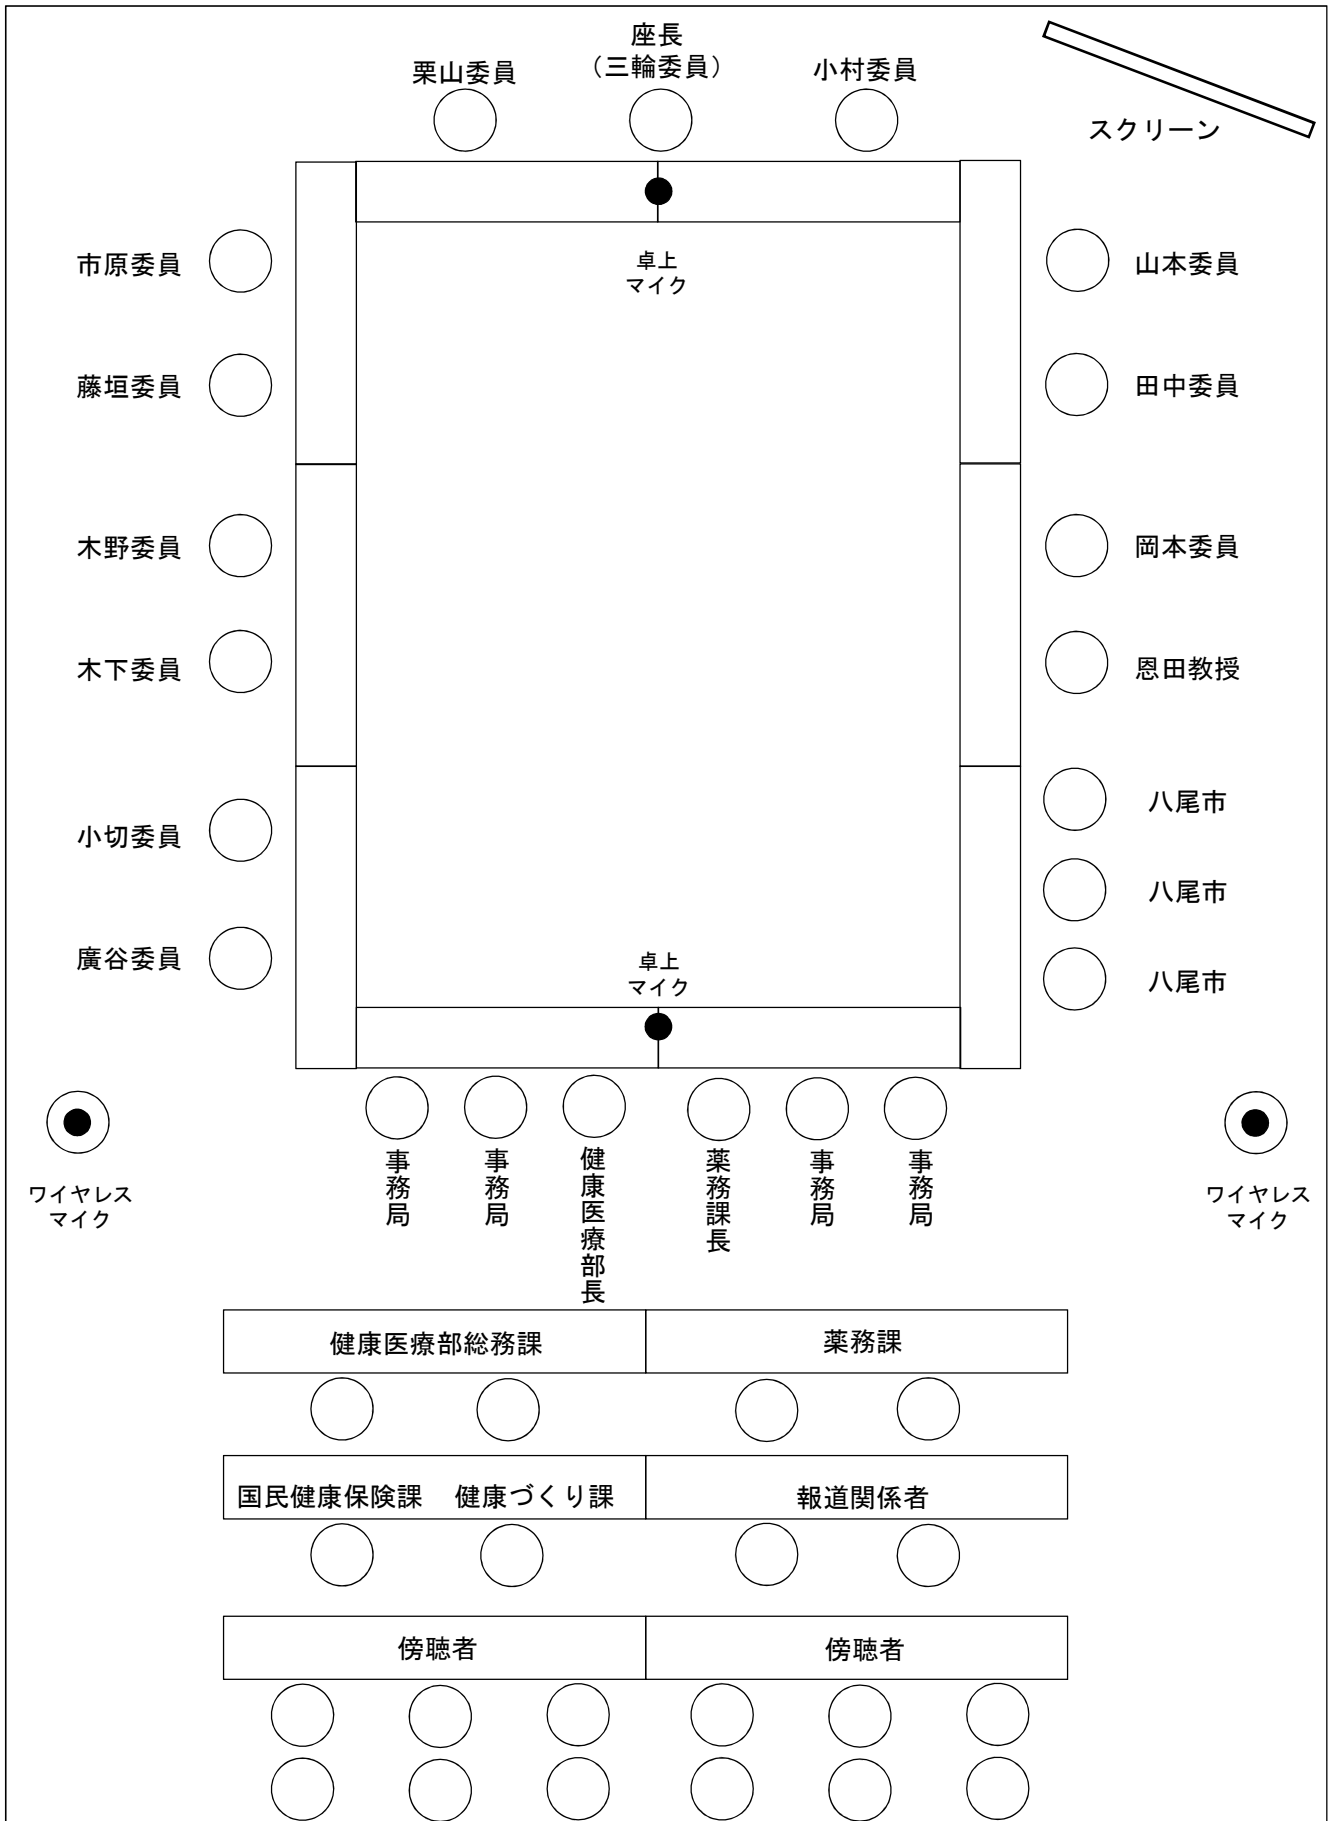 座長
栗山委員
（三輪委員）
小村委員
スクリーン
市原委員
卓上
マイク
山本委員
藤垣委員
田中委員
木野委員
岡本委員
木下委員
恩田教授
八尾市
小切委員
八尾市
廣谷委員
卓上
マイク
八尾市
事務局
事務局
健康医療部長
薬務課長
事務局
事務局
ワイヤレス
マイク
ワイヤレス
マイク
健康医療部総務課
薬務課
国民健康保険課　健康づくり課
報道関係者
傍聴者
傍聴者